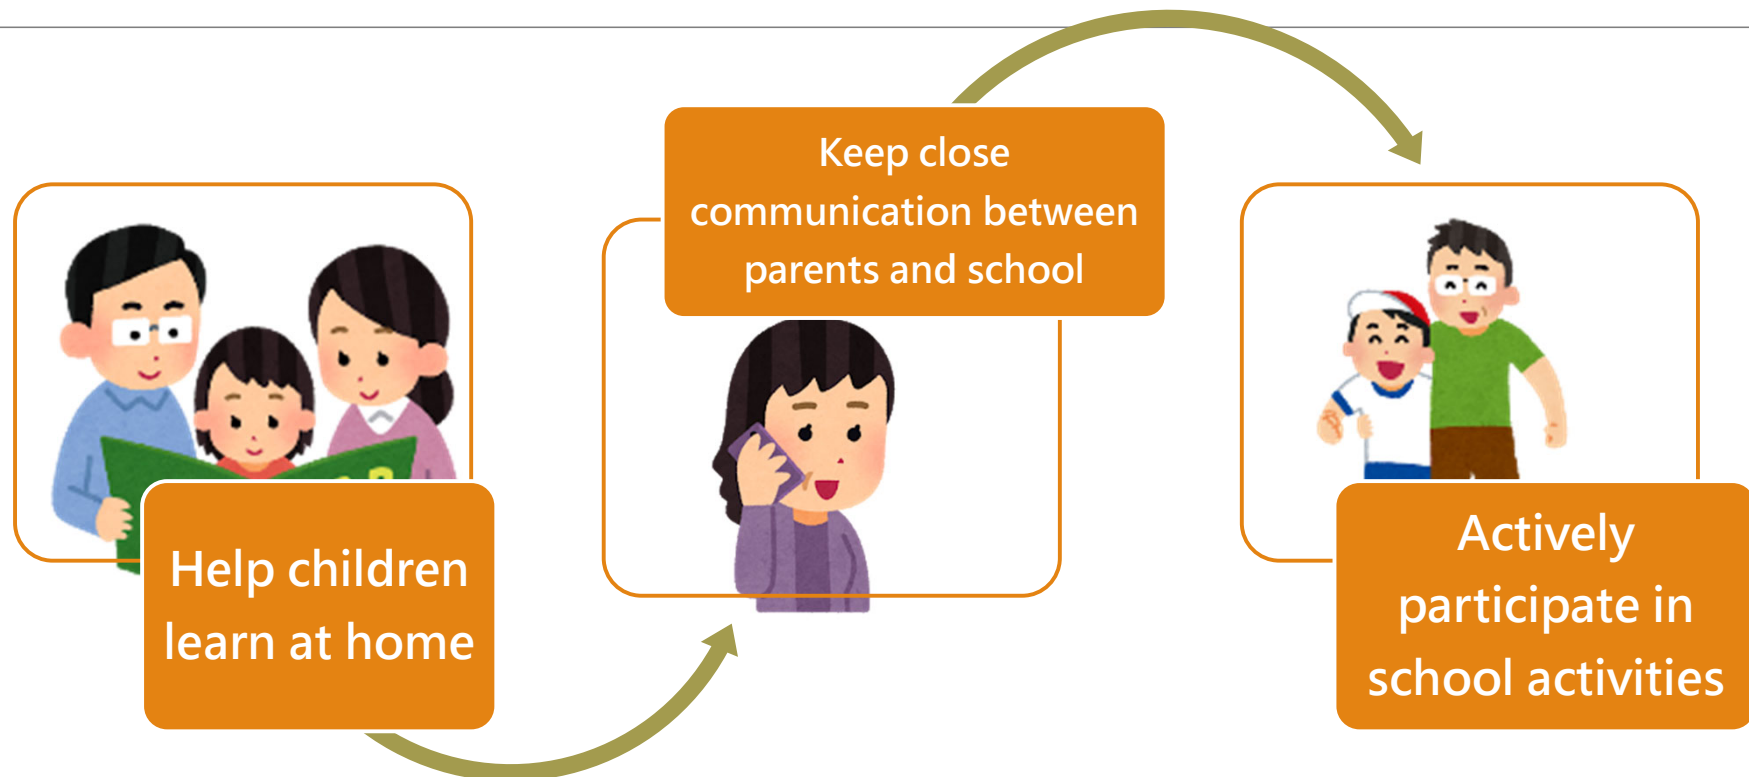 Help children
learn at home
Keep close
communication between
parents and school
Actively
participate in
school activities